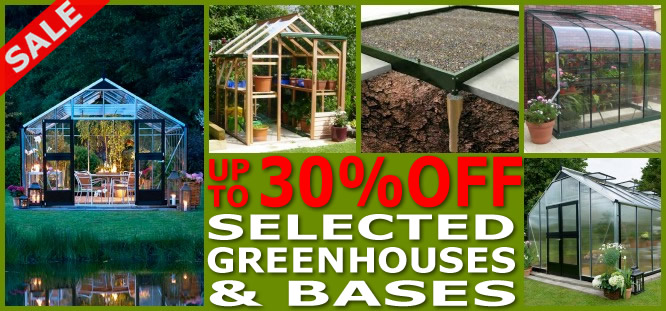 SALE
UP TO 30% OFF
SELECTED
GREENHOUSES
& BASES